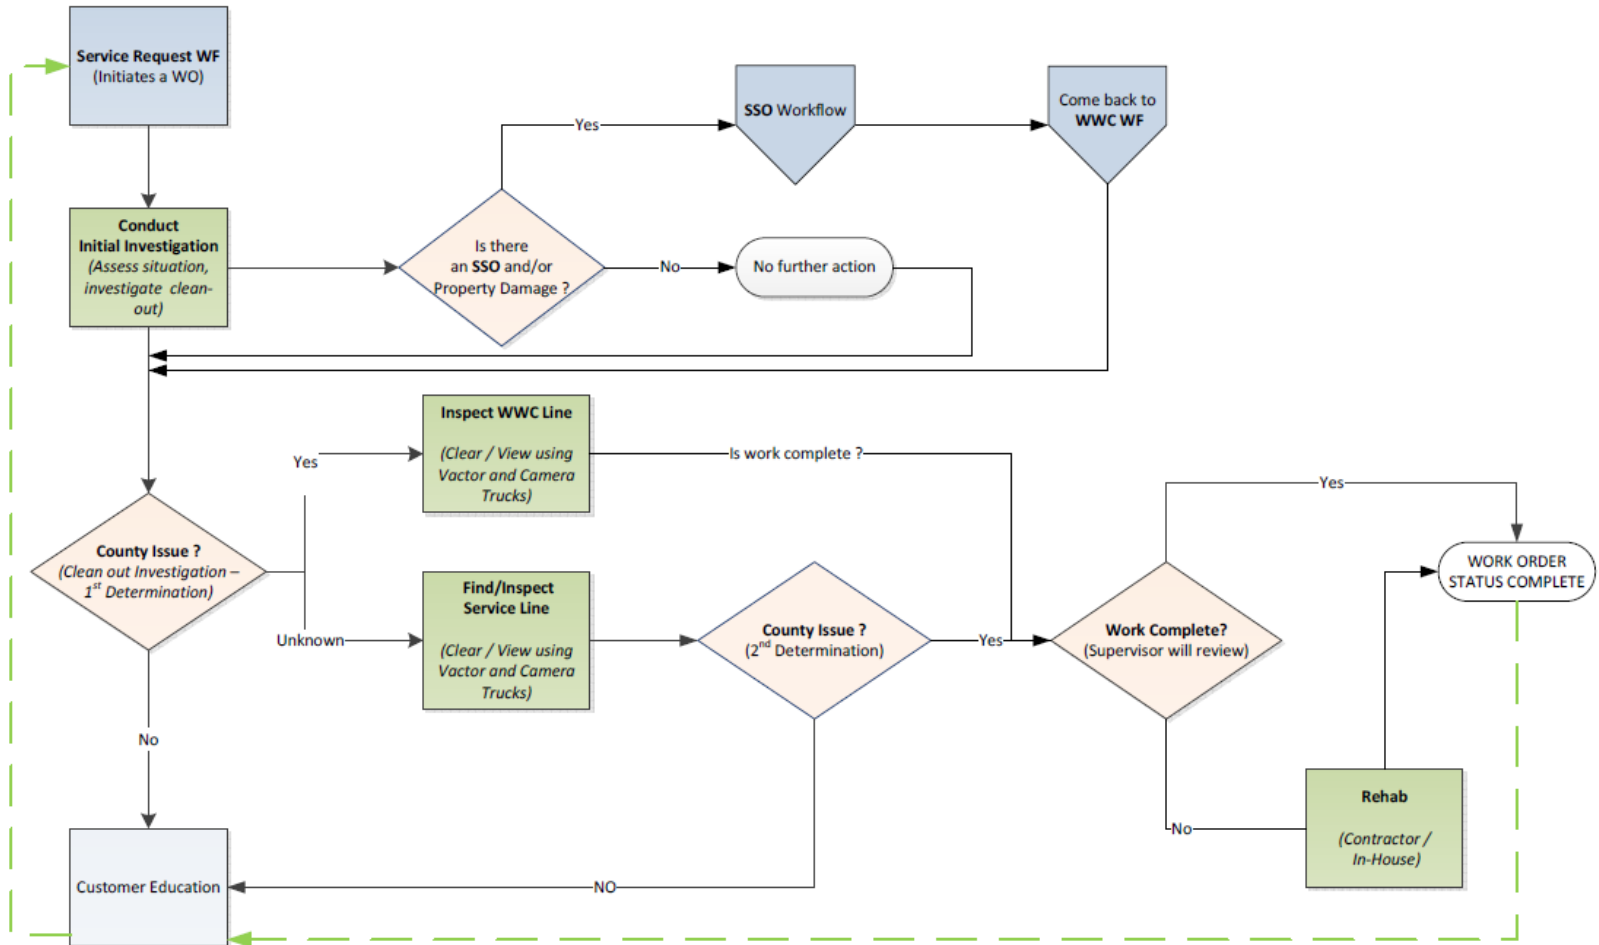 Service Request WF
(Initiates a WO)
Conduct
Initial Investigation
(Assess situation,
investigate clean-
out)
Is there
an SSO and/or
Property Damage ?
Yes
SSO Workflow
Come back to
WWC WF
No
No further action
County Issue ?
(Clean out Investigation –
1st Determination)
Yes
Inspect WWC Line
(Clear / View using
Vactor and Camera
Trucks)
Is work complete ?
Unknown
Find/Inspect
Service Line
(Clear / View using
Vactor and Camera
Trucks)
County Issue ?
(2nd Determination)
Yes
Work Complete?
(Supervisor will review)
Yes
WORK ORDER
STATUS COMPLETE
No
Rehab
(Contractor /
In-House)
No
Customer Education
NO